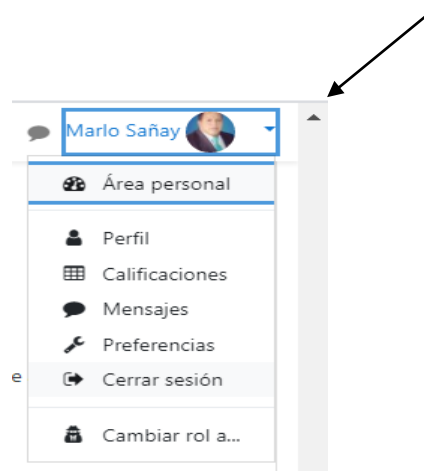 Marlo Sañay
Área personal
Perfil
Calificaciones
Mensajes
Preferencias
e
Cerrar sesión
Cambiar rol a...